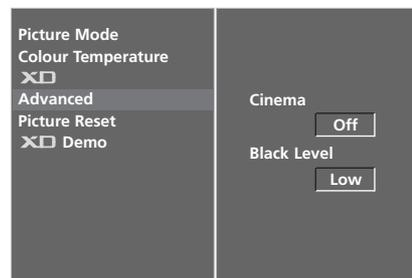 Picture Mode
Colour Temperature
XD
Advanced
Picture Reset
XD Demo
Cinema
Off
Black Level
Low